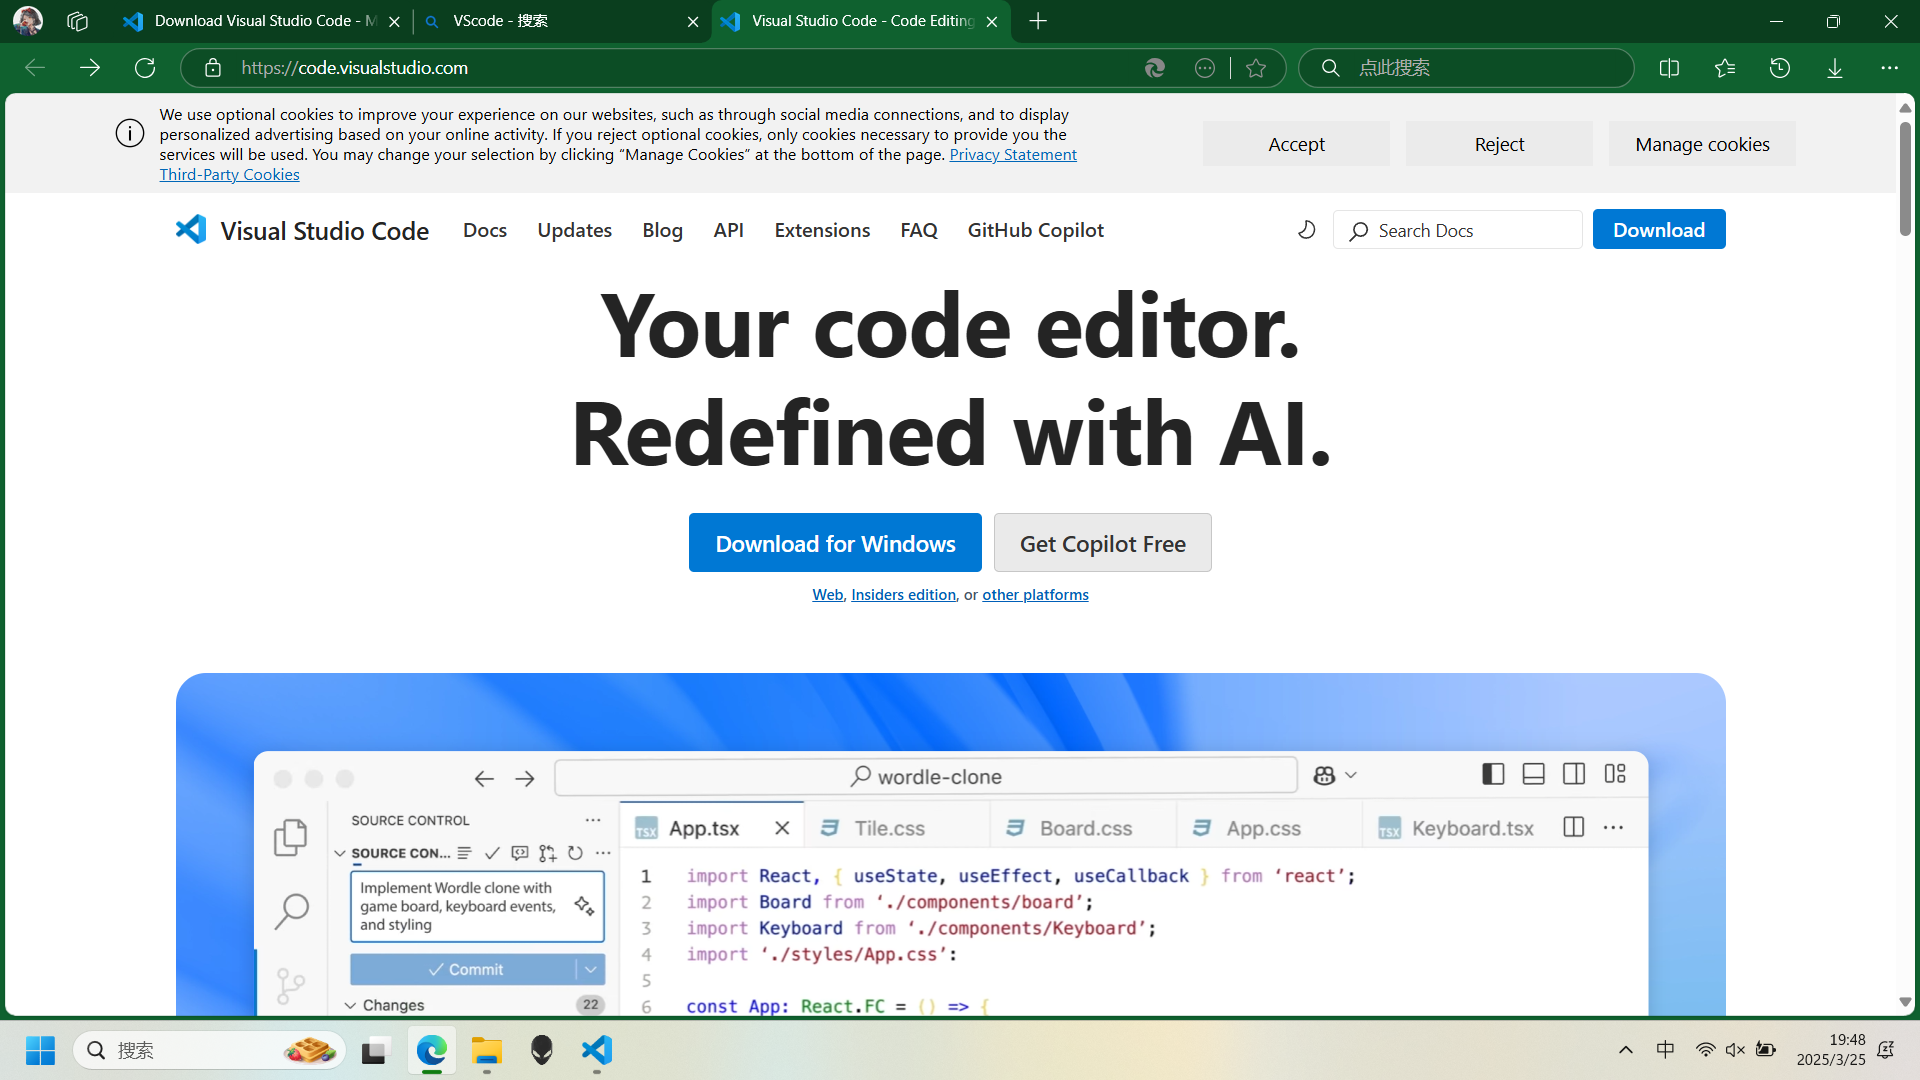 Download Visual Studio Code - M
VScode - 搜索
Visual Studio Code - Code Editing
https://code.visualstudio.com
点此搜索
We use optional cookies to improve your experience on our websites, such as through social media connections, and to display
personalized advertising based on your online activity. If you reject optional cookies, only cookies necessary to provide you the
services will be used. You may change your selection by clicking “Manage Cookies” at the bottom of the page. Privacy Statement
Third-Party Cookies
Accept
Reject
Manage cookies
Visual Studio Code
Docs
Updates
Blog
API
Extensions
FAQ
GitHub Copilot
Search Docs
Download
Your code editor.
Redefined with AI.
Download for Windows
Get Copilot Free
Web, Insiders edition, or other platforms
wordle-clone
SOURCE CONTROL
SOURCE CON...
Implement Wordle clone with
game board, keyboard events,
and styling
Commit
Changes
22
TSX App.tsx
Tile.css
Board.css
App.css
TSX Keyboard.tsx
1 import React, { useState, useEffect, useCallback } from ‘react’;
2 import Board from ‘./components/board’;
3 import Keyboard from ‘./components/Keyboard’;
4 import ‘./styles/App.css’:
5
6 const App: React.FC = () => {
搜索
中
19:48
2025/3/25